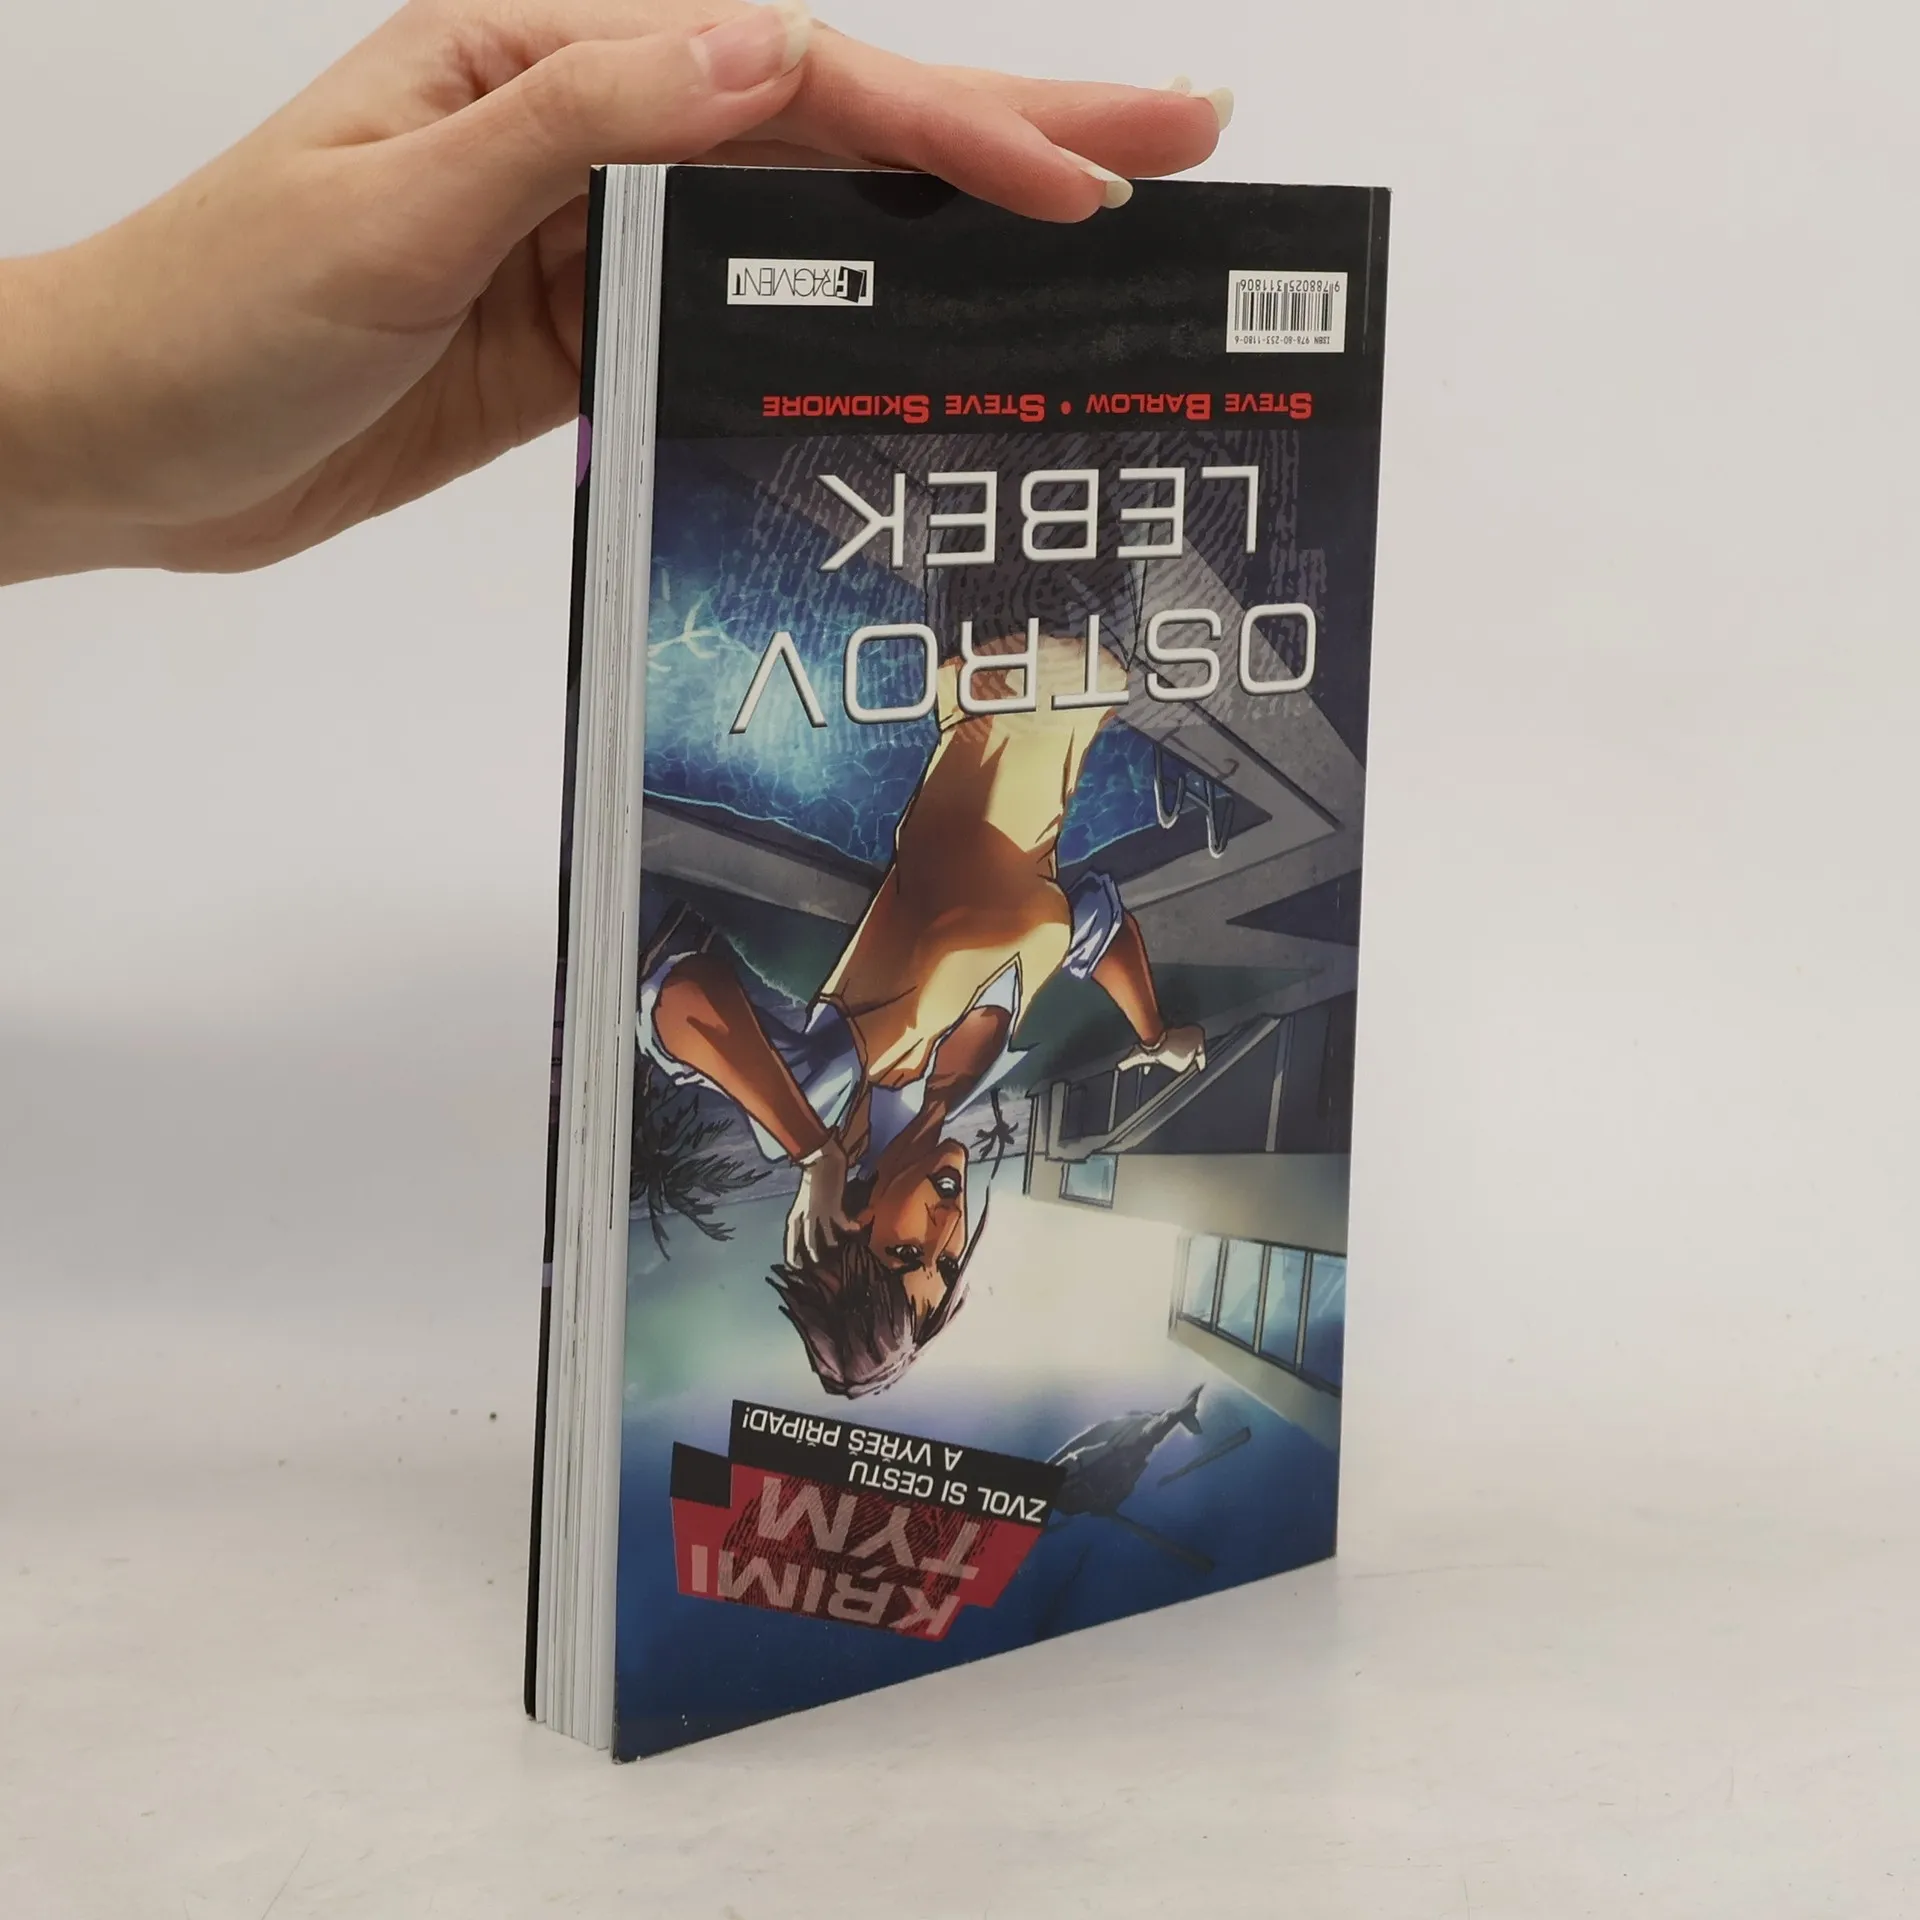 KRIMI
TÝM
ZVOL SI CESTU
A VYŘEŠ PŘÍPAD!
OSTROV
LEBEK
STEVE BARLOW • STEVE SKIDMORE
ISBN 978-80-253-1180-6
9788025311806
FRAGMENT